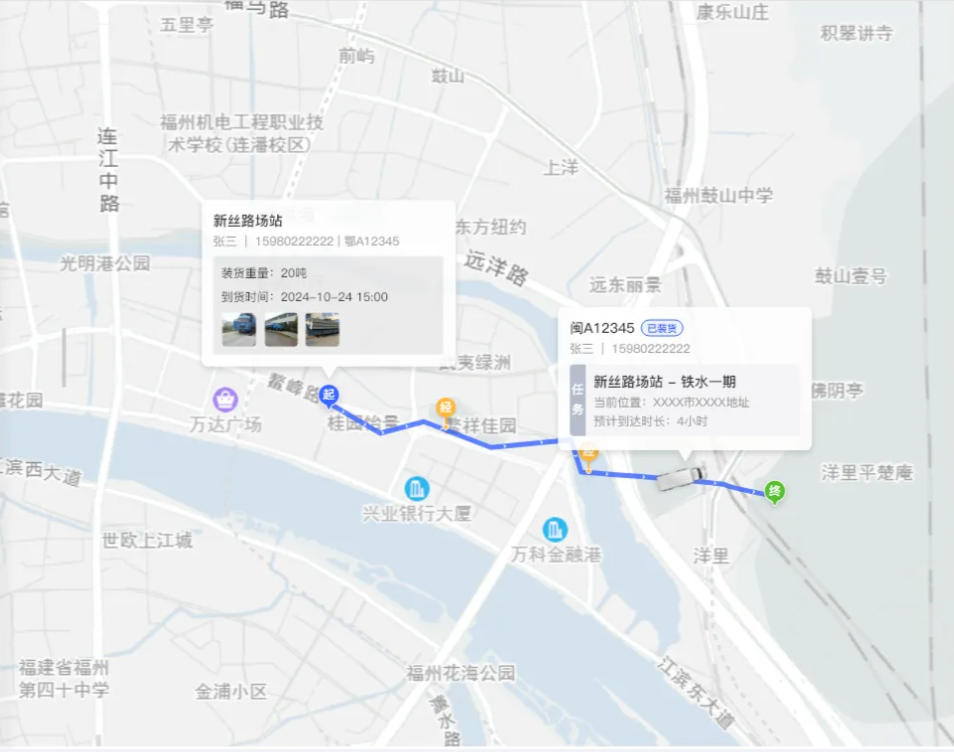 福马路
康乐山庄
五里亭
积翠讲寺
前屿
鼓山
福州机电工程职业技
术学校(连潘校区)
连江中路
上洋
福州鼓山中学
新丝路场站
张三 | 15980222222 | 鄂A12345
装货重量：20吨
到货时间：2024-10-24 15:00
东方纽约
远洋路
光明港公园
远东丽景
鼓山壹号
闽A12345 已装货
张三 | 15980222222
任务
新丝路场站 - 铁水一期
当前位置：XXXX市XXXX地址
预计到达时长：4小时
武夷绿洲
鳌峰路
起
经
佛阴亭
雅花园
万达广场
桂园怡景
鳌祥佳园
经
江滨西大道
终
洋里平楚庵
兴业银行大厦
世欧上江城
万科金融港
洋里
福建省福州
第四十中学
金浦小区
福州花海公园
江滨东大道